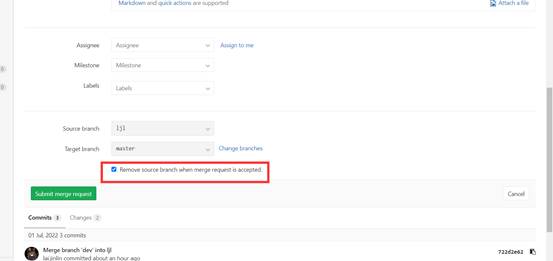 Markdown and quick actions are supported
Attach a file
Assignee Assignee Assign to me
Milestone Milestone
Labels Labels
Source branch ljl
Target branch master Change branches
Remove source branch when merge request is accepted.
Submit merge request Cancel
Commits 3 Changes 2
01 Jul, 2022 3 commits
Merge branch 'dev' into ljl 722d2e62
lai.jinlin committed about an hour ago
0
0